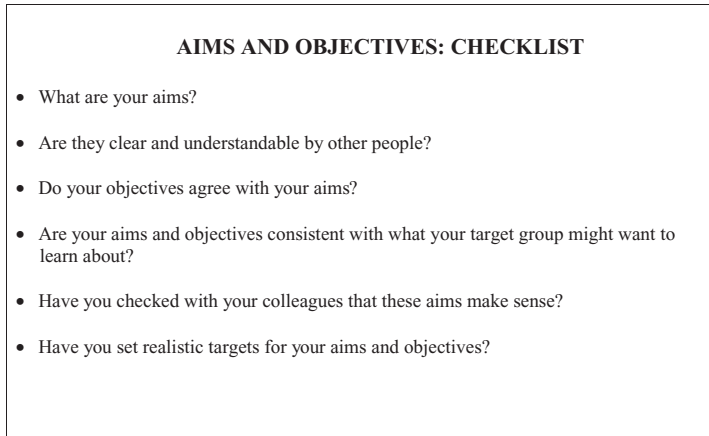 AIMS AND OBJECTIVES: CHECKLIST
• What are your aims?
• Are they clear and understandable by other people?
• Do your objectives agree with your aims?
• Are your aims and objectives consistent with what your target group might want to
learn about?
• Have you checked with your colleagues that these aims make sense?
• Have you set realistic targets for your aims and objectives?